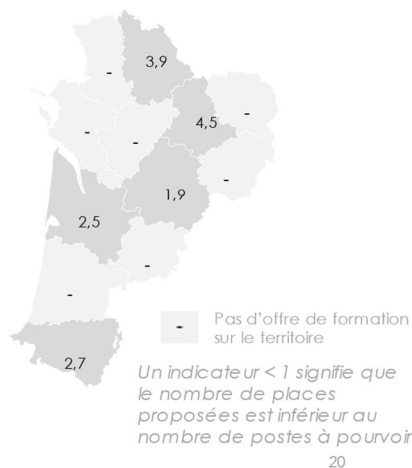 -
3,9
4,5
-
-
-
-
1,9
2,5
-
-
2,7
- Pas d'offre de formation
sur le territoire
Un indicateur < 1 signifie que
le nombre de places
proposées est inférieur au
nombre de postes à pourvoir
20